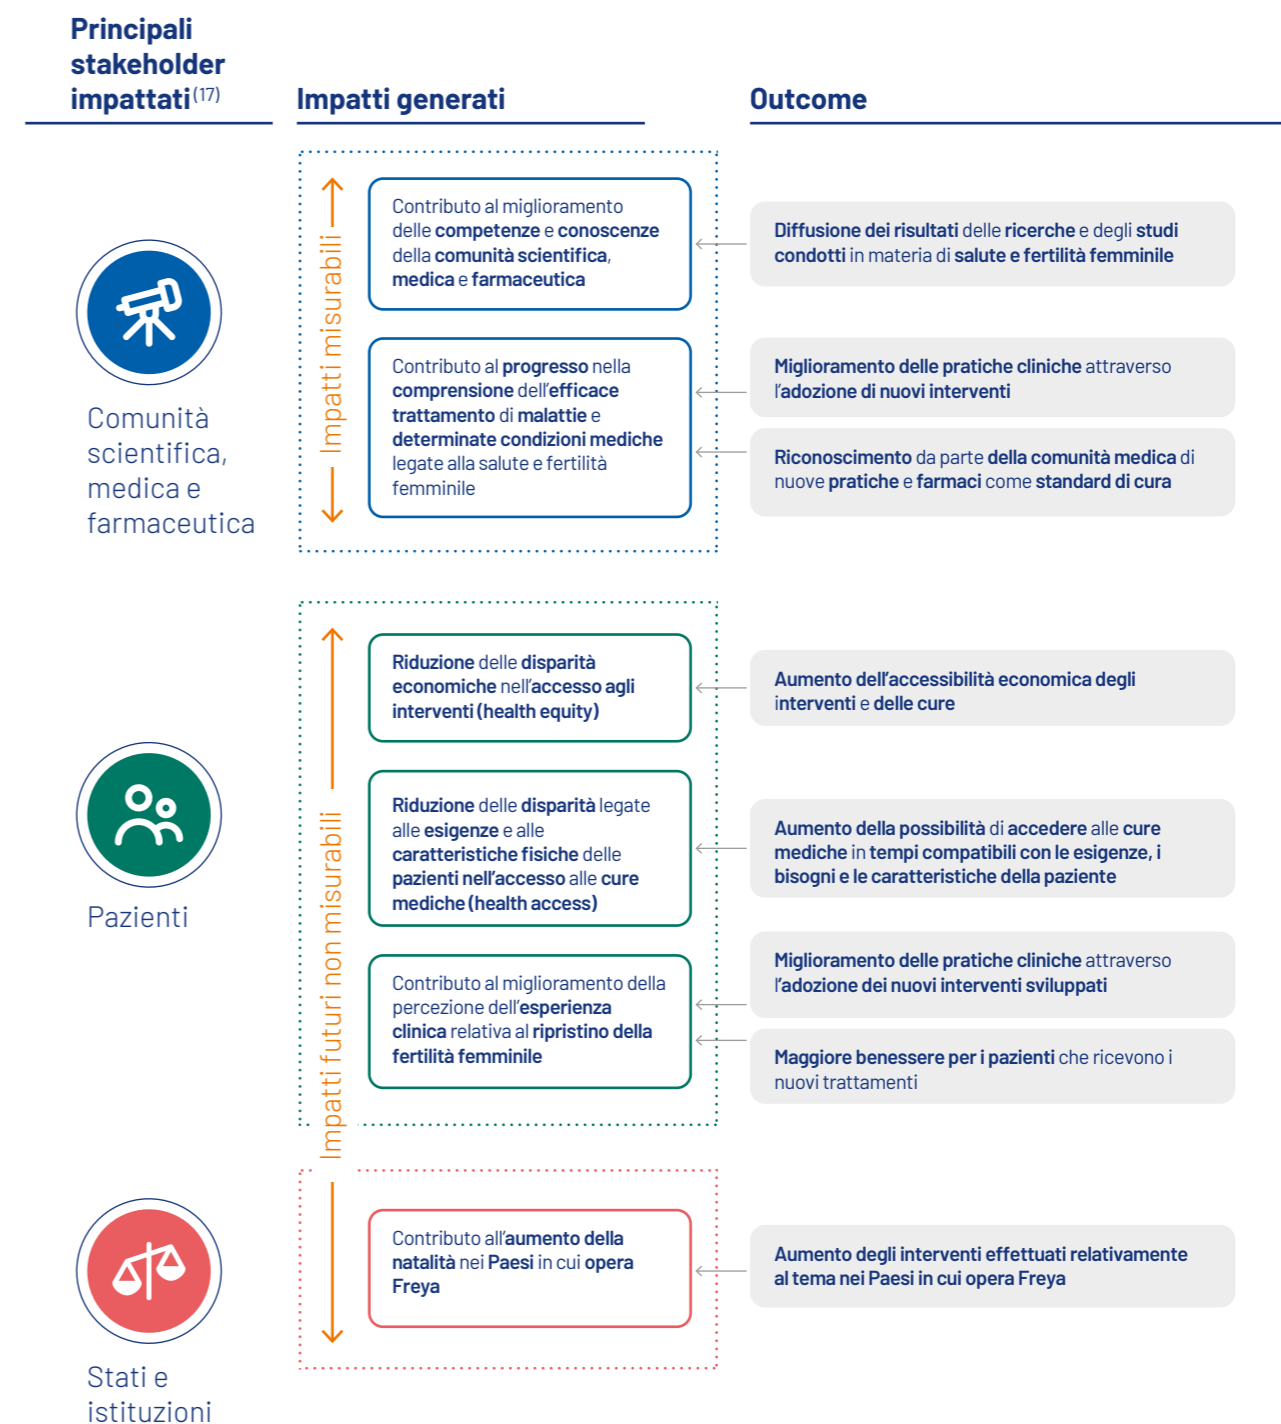 Principali
stakeholder
impattati (17)
Impatti generati
Outcome
Comunità
scientifica,
medica e
farmaceutica
Impatti misurabili
Contributo al miglioramento
delle competenze e conoscenze
della comunità scientifica,
medica e farmaceutica
Diffusione dei risultati delle ricerche e degli studi
condotti in materia di salute e fertilità femminile
Contributo al progresso nella
comprensione dell'efficace
trattamento di malattie e
determinate condizioni mediche
legate alla salute e fertilità
femminile
Miglioramento delle pratiche cliniche attraverso
l'adozione di nuovi interventi
Riconoscimento da parte della comunità medica di
nuove pratiche e farmaci come standard di cura
Pazienti
Impatti futuri non misurabili
Riduzione delle disparità
economiche nell'accesso agli
interventi (health equity)
Aumento dell'accessibilità economica degli
interventi e delle cure
Riduzione delle disparità legate
alle esigenze e alle
caratteristiche fisiche delle
pazienti nell'accesso alle cure
mediche (health access)
Aumento della possibilità di accedere alle cure
mediche in tempi compatibili con le esigenze, i
bisogni e le caratteristiche della paziente
Contributo al miglioramento della
percezione dell'esperienza
clinica relativa al ripristino della
fertilità femminile
Miglioramento delle pratiche cliniche attraverso
l'adozione dei nuovi interventi sviluppati
Maggiore benessere per i pazienti che ricevono i
nuovi trattamenti
Stati e
istituzioni
Contributo all'aumento della
natalità nei Paesi in cui opera
Freya
Aumento degli interventi effettuati relativamente
al tema nei Paesi in cui opera Freya